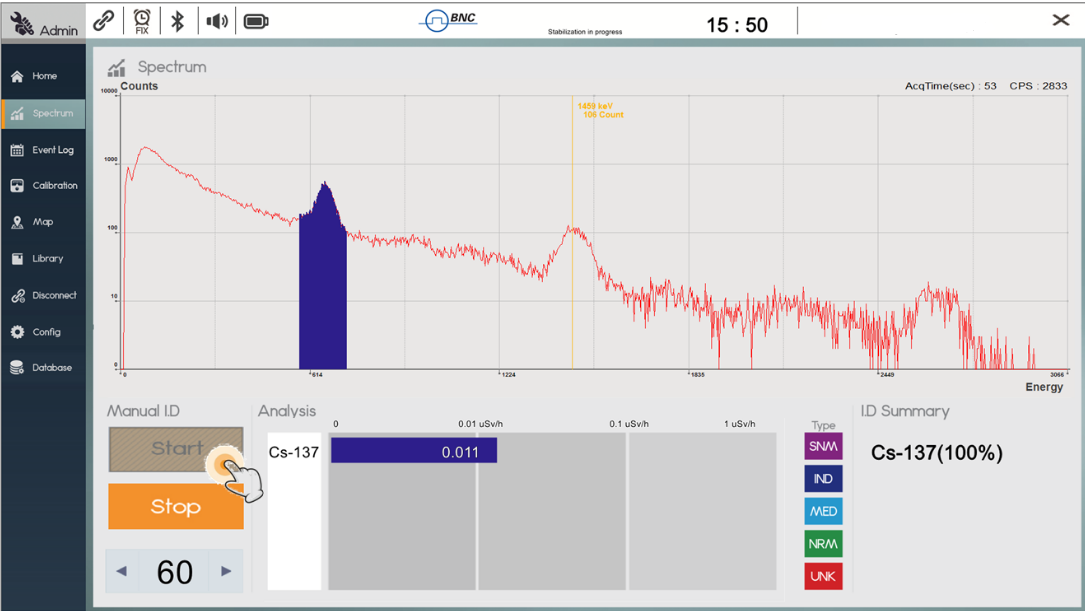 Admin
FIX
BNC
Stabilization in progress
15 : 50
Home
Spectrum
Event Log
Calibration
Map
Library
Disconnect
Config
Database
Spectrum
Counts
AcqTime(sec) : 53 CPS : 2833
10000
1459 keV
106 Count
1000
100
10
0
0 614 1224 1835 2449 3066
Energy
Manual I.D
Start
Stop
60
Analysis
0 0.01 uSv/h 0.1 uSv/h 1 uSv/h
Cs-137
0.011
Type
SNM
IND
MED
NRM
UNK
I.D Summary
Cs-137(100%)